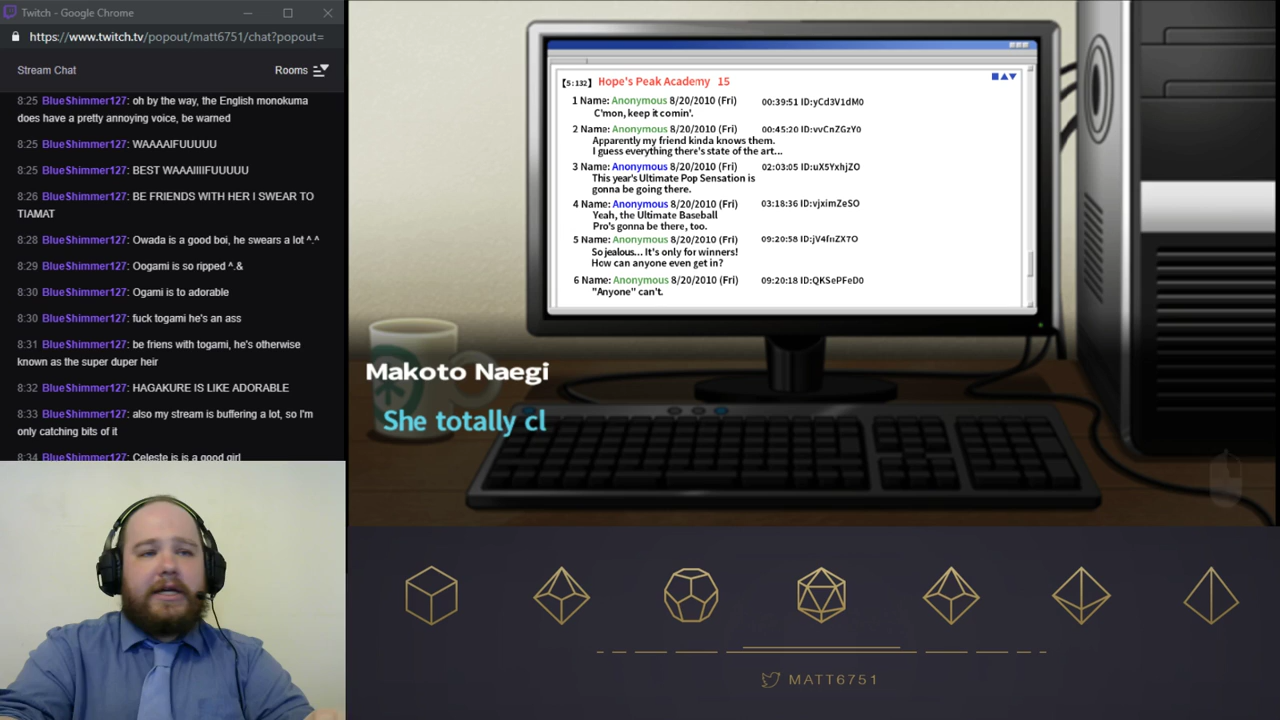 Twitch - Google Chrome
https://www.twitch.tv/popout/matt6751/chat?popout=
Stream Chat
Rooms
8:25 BlueShimmer127: oh by the way, the English monokuma
does have a pretty annoying voice, be warned
8:25 BlueShimmer127: WAAAAIFUUUUU
8:25 BlueShimmer127: BEST WAAIIIIFUUUUU
8:26 BlueShimmer127: BE FRIENDS WITH HER I SWEAR TO
TIAMAT
8:28 BlueShimmer127: Owada is a good boi, he swears a lot ^.^
8:29 BlueShimmer127: Oogami is so ripped ^.&
8:30 BlueShimmer127: Ogami is to adorable
8:30 BlueShimmer127: fuck togami he's an ass
8:31 BlueShimmer127: be friens with togami, he's otherwise
known as the super duper heir
8:32 BlueShimmer127: HAGAKURE IS LIKE ADORABLE
8:33 BlueShimmer127: also my stream is buffering a lot, so I'm
only catching bits of it
8:34 BlueShimmer127: Celeste is is a good girl
【5:132】 Hope's Peak Academy 15
1 Name: Anonymous 8/20/2010 (Fri) 00:39:51 ID:yCd3V1dM0
C'mon, keep it comin'.
2 Name: Anonymous 8/20/2010 (Fri) 00:45:20 ID:vvCnZGzY0
Apparently my friend kinda knows them.
I guess everything there's state of the art...
3 Name: Anonymous 8/20/2010 (Fri) 02:03:05 ID:uX5YxhjZO
This year's Ultimate Pop Sensation is
gonna be going there.
4 Name: Anonymous 8/20/2010 (Fri) 03:18:36 ID:vjximZeSO
Yeah, the Ultimate Baseball
Pro's gonna be there, too.
5 Name: Anonymous 8/20/2010 (Fri) 09:20:58 ID:jV4fnZX7O
So jealous... It's only for winners!
How can anyone even get in?
6 Name: Anonymous 8/20/2010 (Fri) 09:20:18 ID:QKSePFeD0
"Anyone" can't.
Makoto Naegi
She totally cl
MATT6751